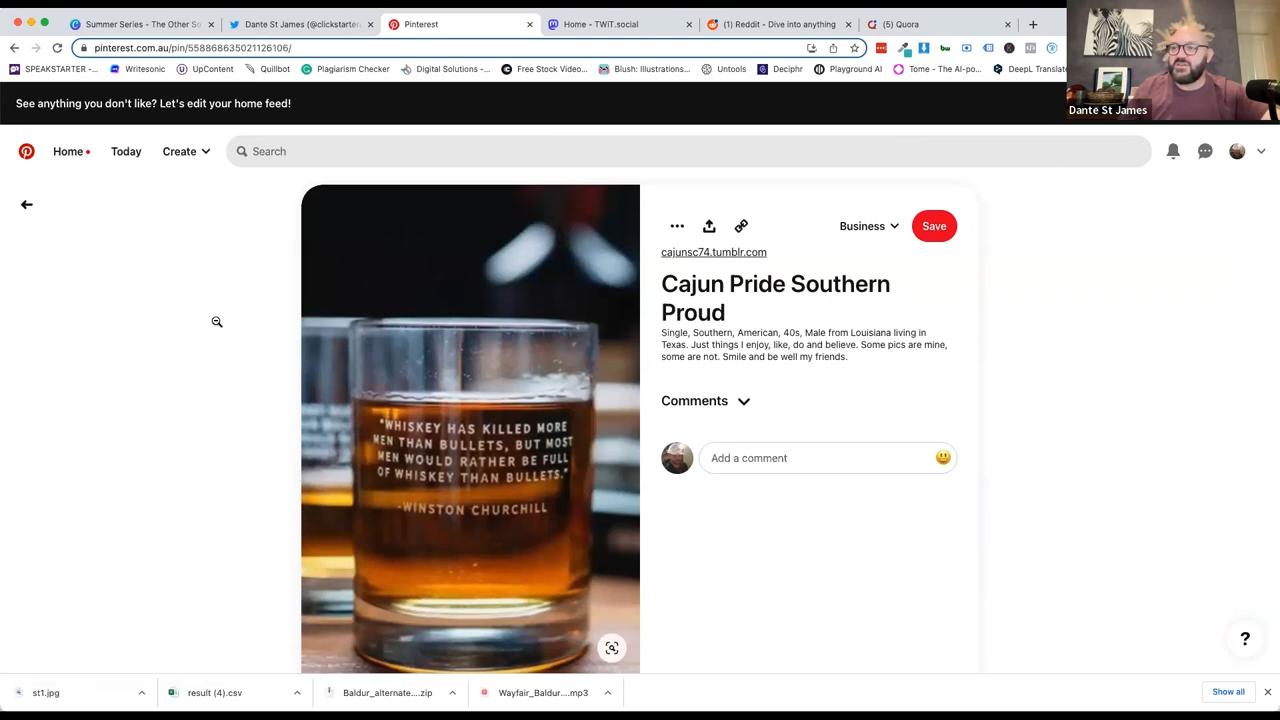 Summer Series - The Other So
Dante St James (@clickstarter
Pinterest
Home - TWiT.social
(1) Reddit - Dive into anything
(5) Quora
pinterest.com.au/pin/558868635021126106/
SPEAKSTARTER -...
Writesonic
UpContent
Quillbot
Plagiarism Checker
Digital Solutions -...
Free Stock Video...
Blush: Illustrations...
Untools
Deciphr
Playground AI
Tome - The AI-po...
DeepL Translate
Dante St James
See anything you don't like? Let's edit your home feed!
Home
Today
Create
Search
Business
Save
cajunsc74.tumblr.com
Cajun Pride Southern
Proud
Single, Southern, American, 40s, Male from Louisiana living in
Texas. Just things I enjoy, like, do and believe. Some pics are mine,
some are not. Smile and be well my friends.
Comments
Add a comment
"WHISKEY HAS KILLED MORE
MEN THAN BULLETS, BUT MOST
MEN WOULD RATHER BE FULL
OF WHISKEY THAN BULLETS."
-WINSTON CHURCHILL
?
st1.jpg
result (4).csv
Baldur_alternate....zip
Wayfair_Baldur....mp3
Show all